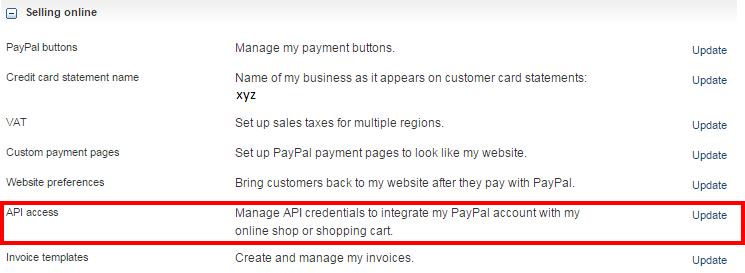 Selling online
PayPal buttons Manage my payment buttons. Update
Credit card statement name Name of my business as it appears on customer card statements: Update
xyz
VAT Set up sales taxes for multiple regions. Update
Custom payment pages Set up PayPal payment pages to look like my website. Update
Website preferences Bring customers back to my website after they pay with PayPal. Update
API access Manage API credentials to integrate my PayPal account with my Update
online shop or shopping cart.
Invoice templates Create and manage my invoices. Update